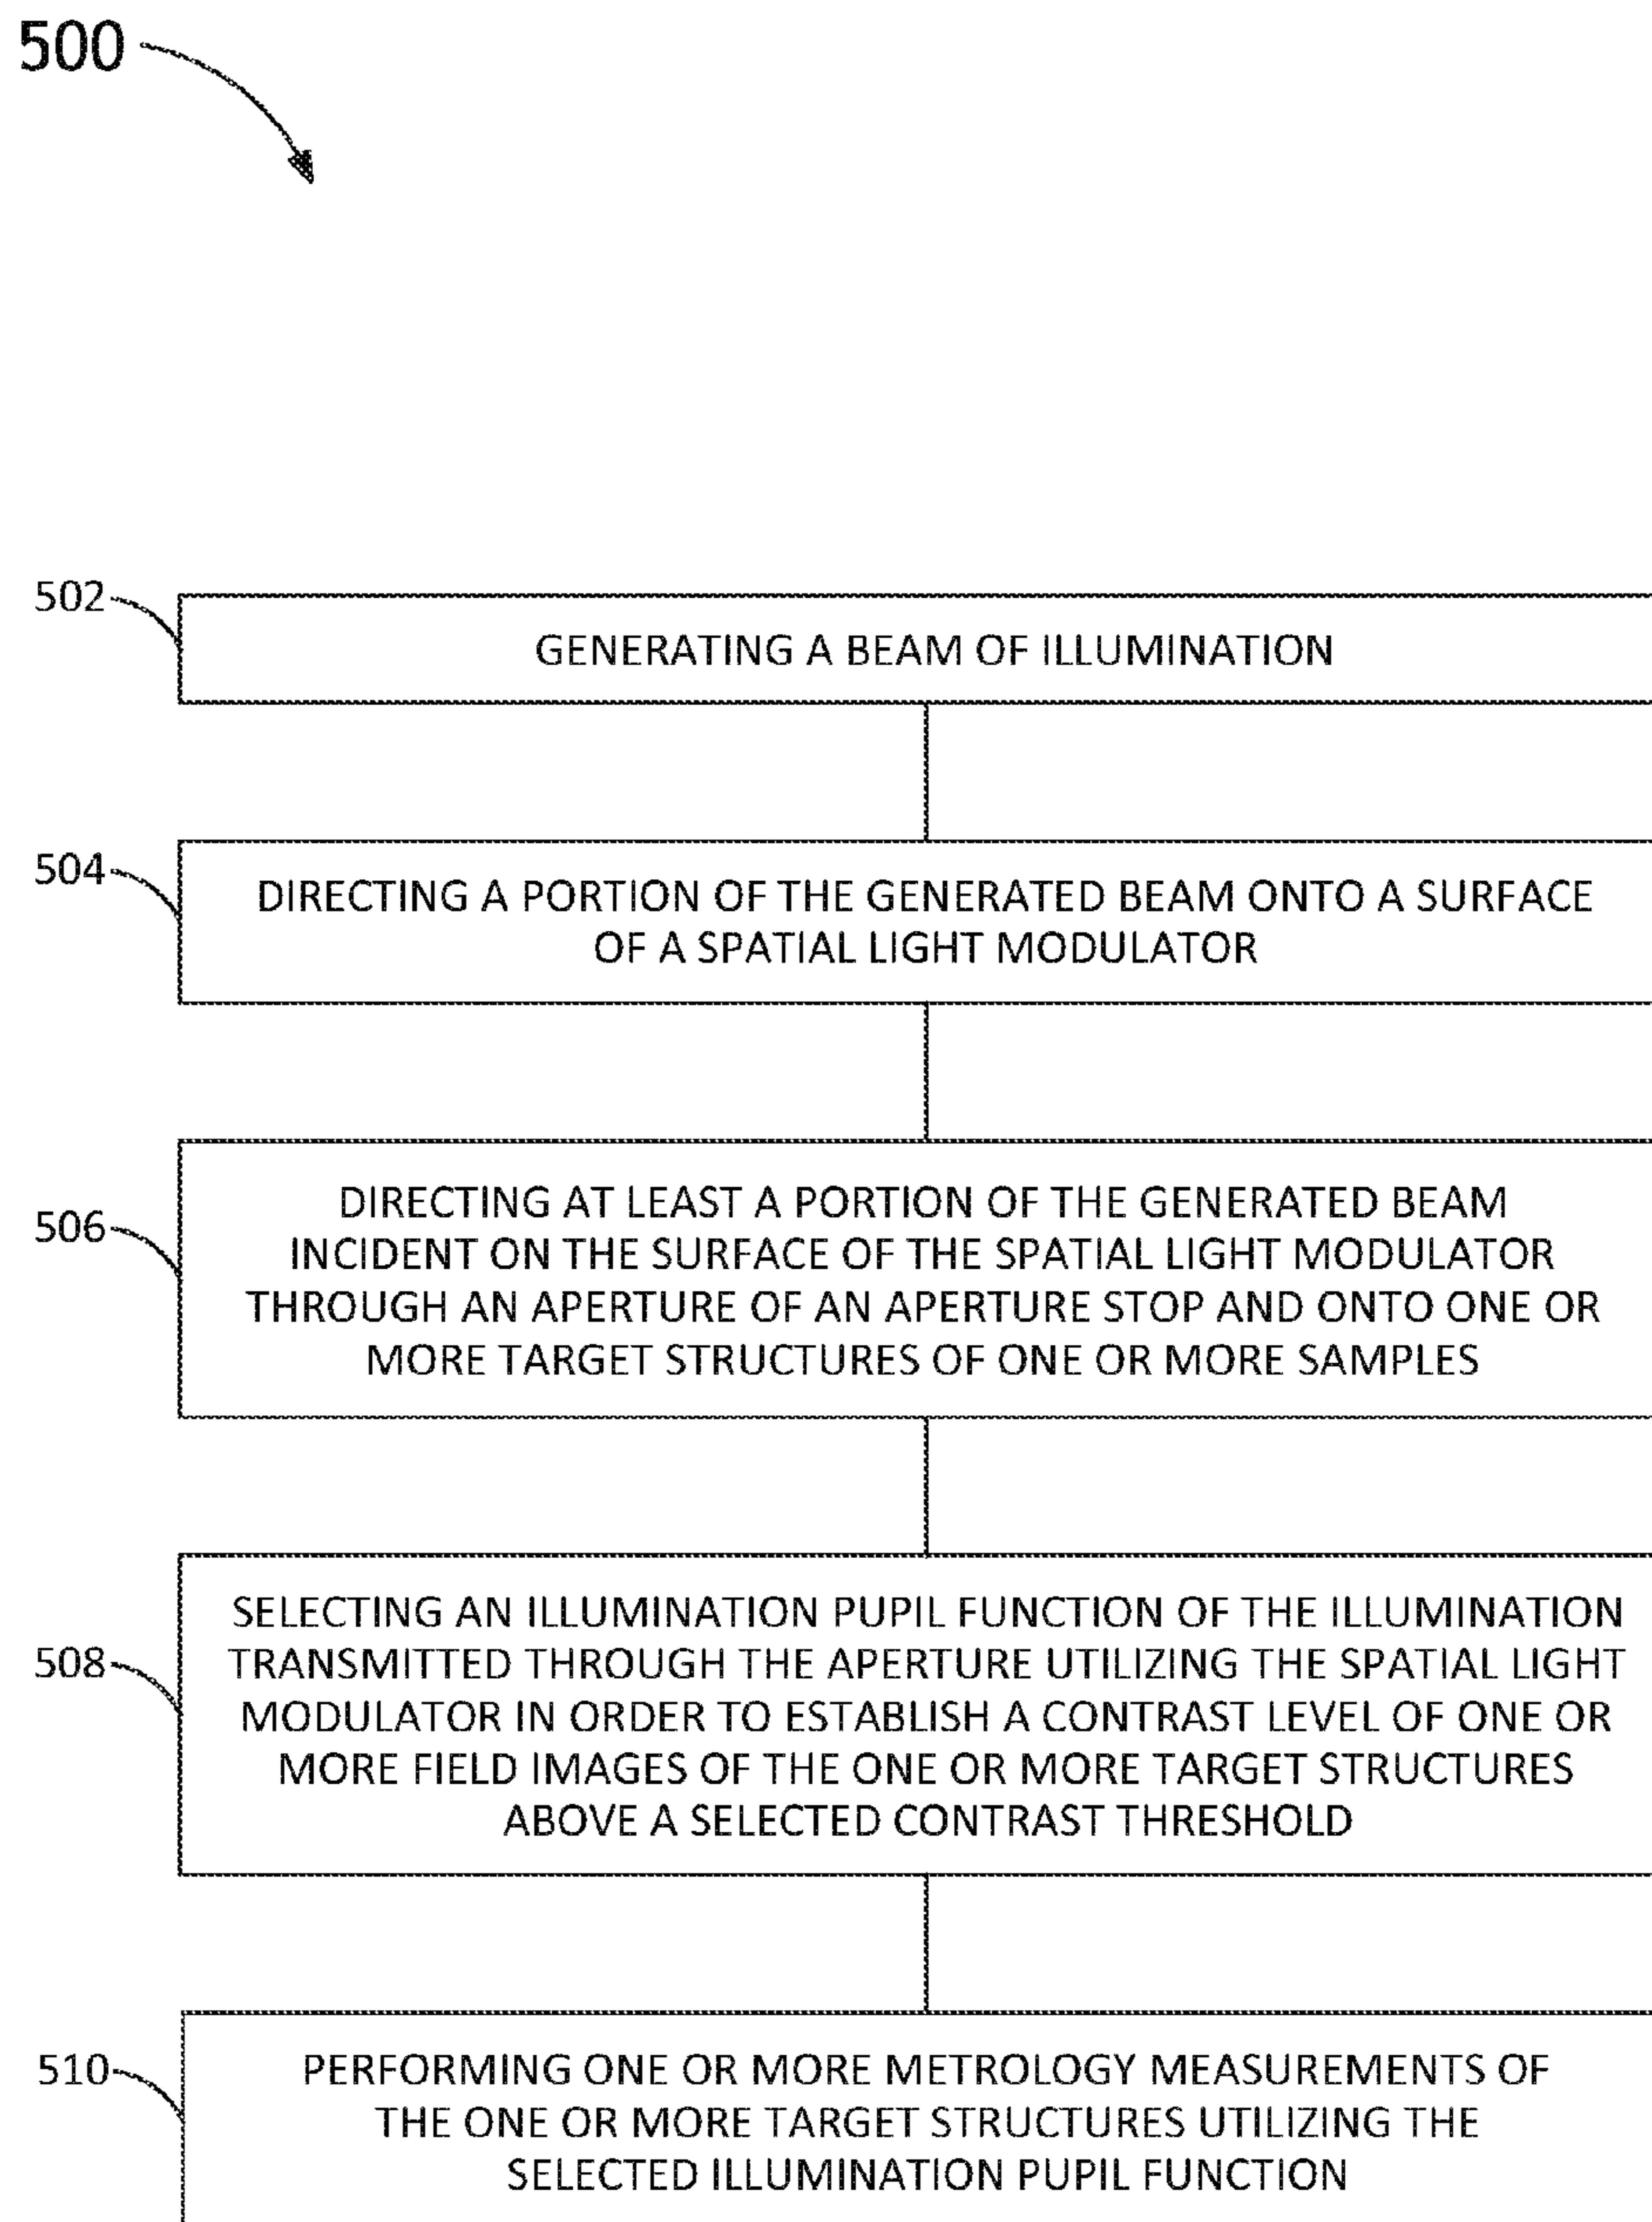 500
502
GENERATING A BEAM OF ILLUMINATION
504
DIRECTING A PORTION OF THE GENERATED BEAM ONTO A SURFACE
OF A SPATIAL LIGHT MODULATOR
506
DIRECTING AT LEAST A PORTION OF THE GENERATED BEAM
INCIDENT ON THE SURFACE OF THE SPATIAL LIGHT MODULATOR
THROUGH AN APERTURE OF AN APERTURE STOP AND ONTO ONE OR
MORE TARGET STRUCTURES OF ONE OR MORE SAMPLES
508
SELECTING AN ILLUMINATION PUPIL FUNCTION OF THE ILLUMINATION
TRANSMITTED THROUGH THE APERTURE UTILIZING THE SPATIAL LIGHT
MODULATOR IN ORDER TO ESTABLISH A CONTRAST LEVEL OF ONE OR
MORE FIELD IMAGES OF THE ONE OR MORE TARGET STRUCTURES
ABOVE A SELECTED CONTRAST THRESHOLD
510
PERFORMING ONE OR MORE METROLOGY MEASUREMENTS OF
THE ONE OR MORE TARGET STRUCTURES UTILIZING THE
SELECTED ILLUMINATION PUPIL FUNCTION